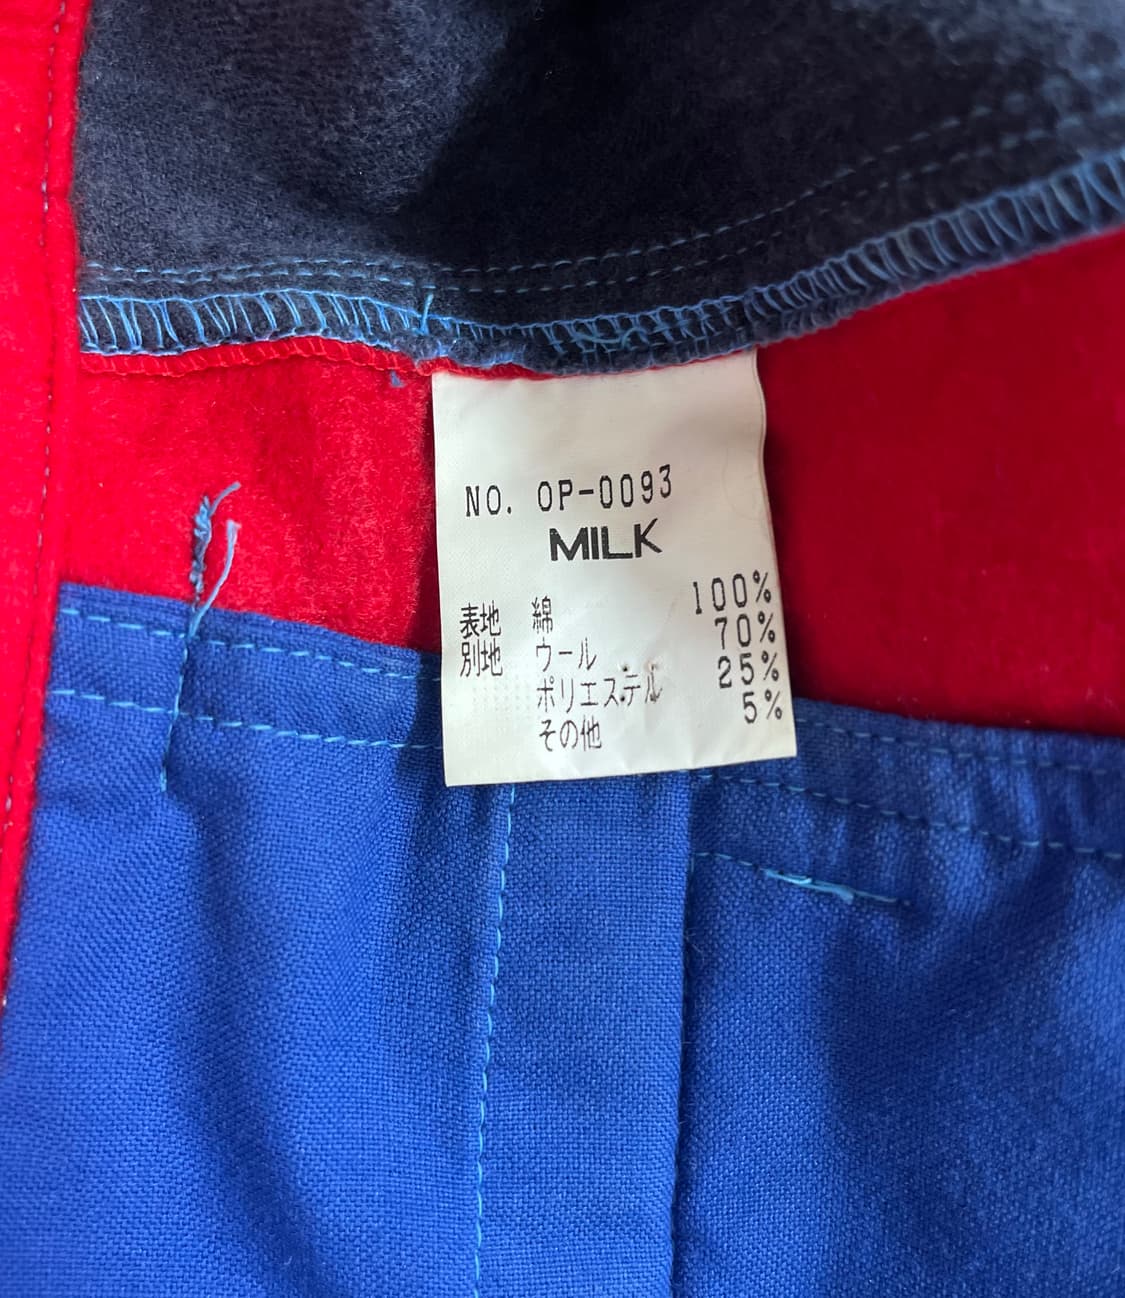 NO. OP-0093
MILK
表地 綿 100%
別地 ウール 70%
ポリエステル 25%
その他 5%